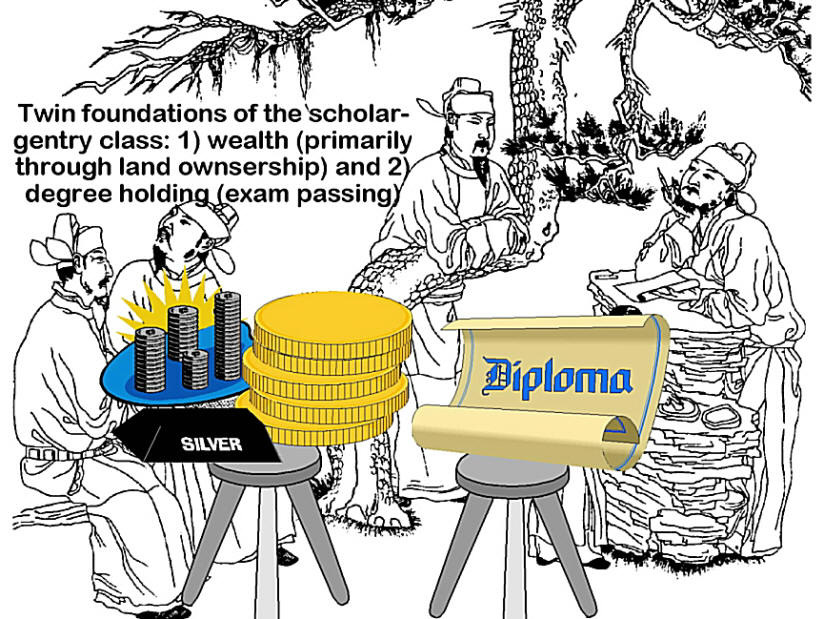 Twin foundations of the scholar-
gentry class: 1) wealth (primarily
through land ownsership) and 2)
degree holding (exam passing)
Diploma
SILVER